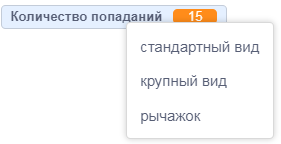 Количество попаданий 15
стандартный вид
крупный вид
рычажок